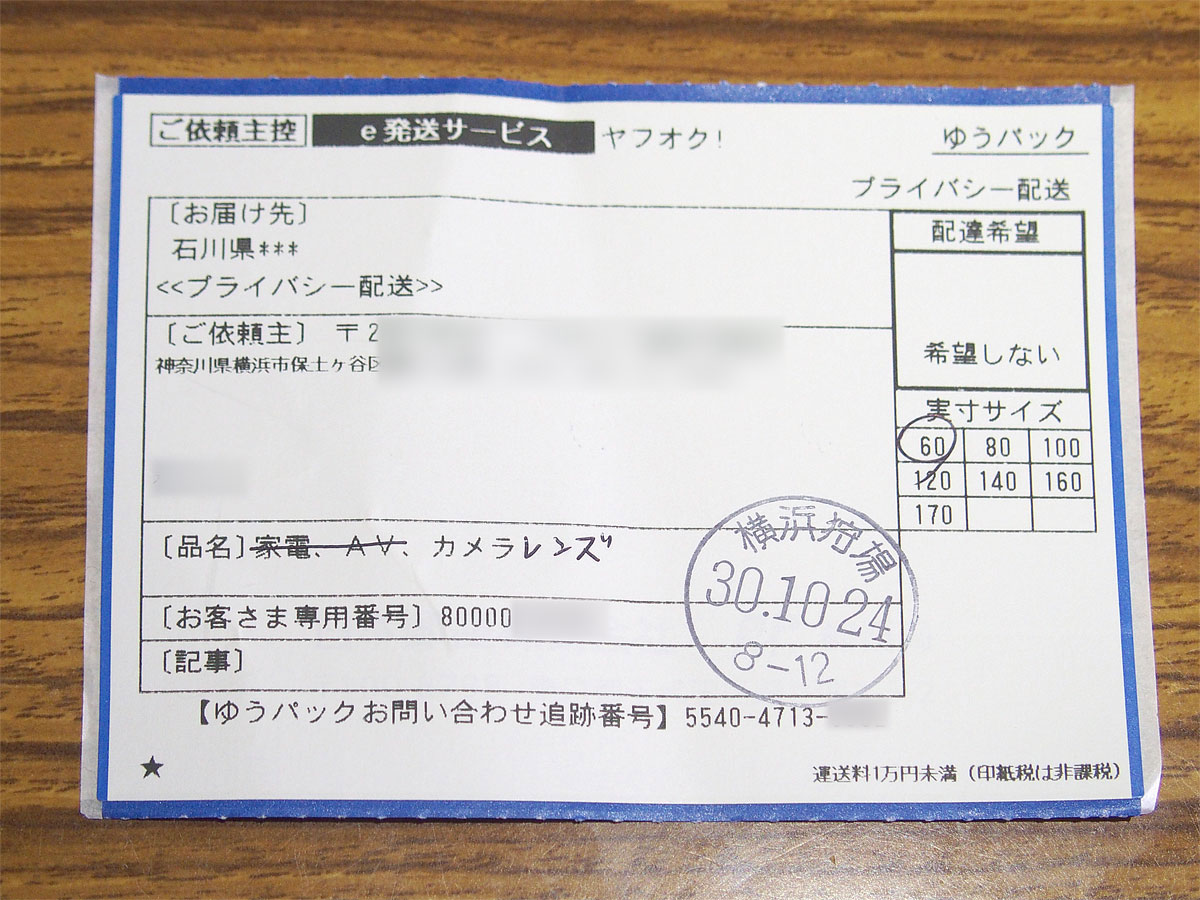 ご依頼主控 e発送サービス ヤフオク! ゆうパック
プライバシー配送
〔お届け先〕
石川県***
<<プライバシー配送>>
配達希望
希望しない
〔ご依頼主〕 〒2
神奈川県横浜市保土ヶ谷区
実寸サイズ
60 80 100
120 140 160
170
〔品名〕家電、AV、カメラレンズ
横浜狩場
30.10.24
8-12
〔お客さま専用番号〕80000
〔記事〕
【ゆうパックお問い合わせ追跡番号】5540-4713-
★
運送料1万円未満(印紙税は非課税)